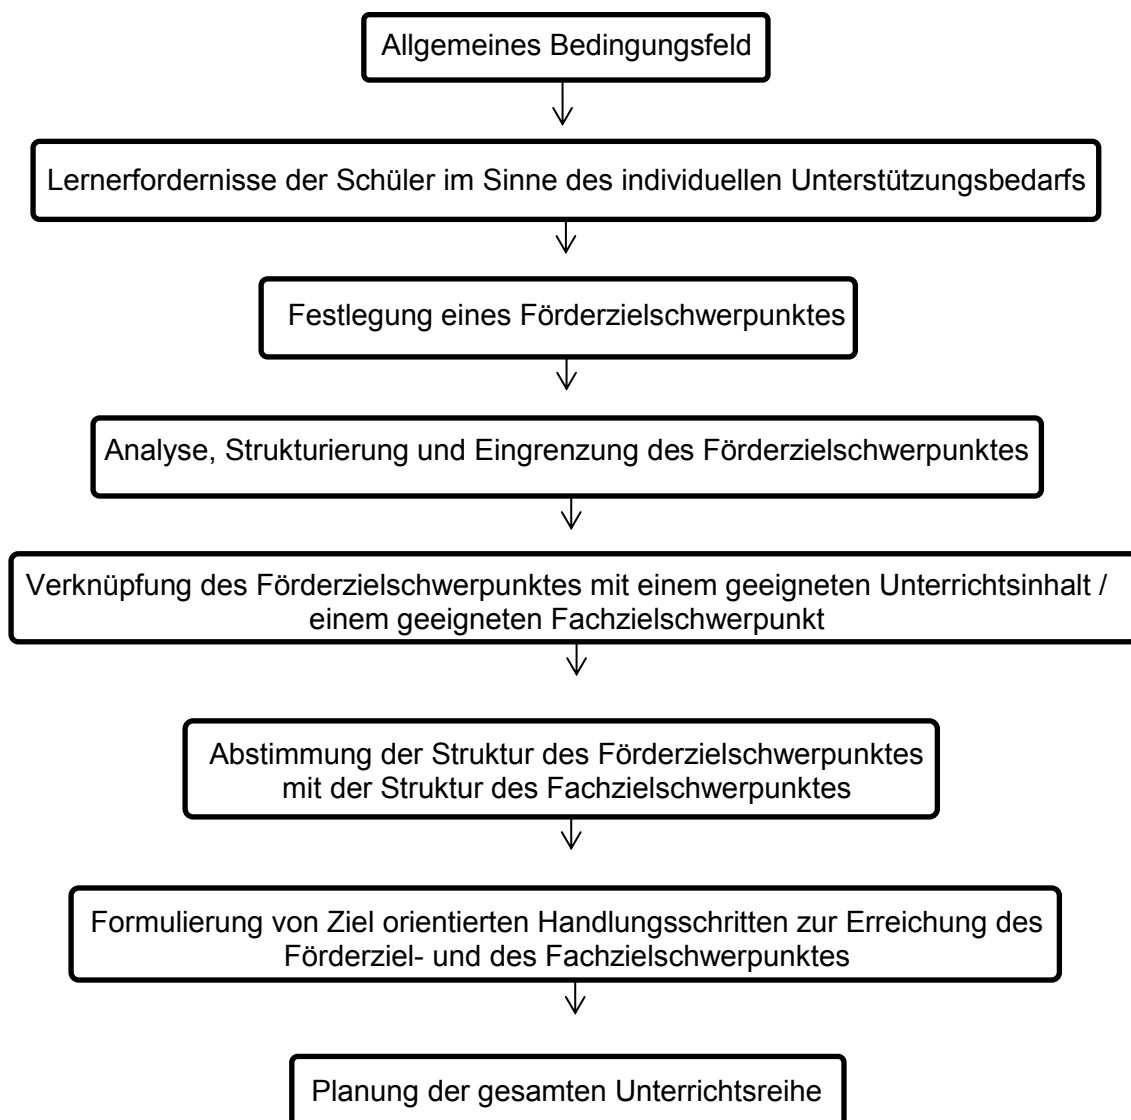 Allgemeines Bedingungsfeld
Lernerfordernisse der Schüler im Sinne des individuellen Unterstützungsbedarfs
Festlegung eines Förderzielschwerpunktes
Analyse, Strukturierung und Eingrenzung des Förderzielschwerpunktes
Verknüpfung des Förderzielschwerpunktes mit einem geeigneten Unterrichtsinhalt /
einem geeigneten Fachzielschwerpunkt
Abstimmung der Struktur des Förderzielschwerpunktes
mit der Struktur des Fachzielschwerpunktes
Formulierung von Ziel orientierten Handlungsschritten zur Erreichung des
Förderziel- und des Fachzielschwerpunktes
Planung der gesamten Unterrichtsreihe